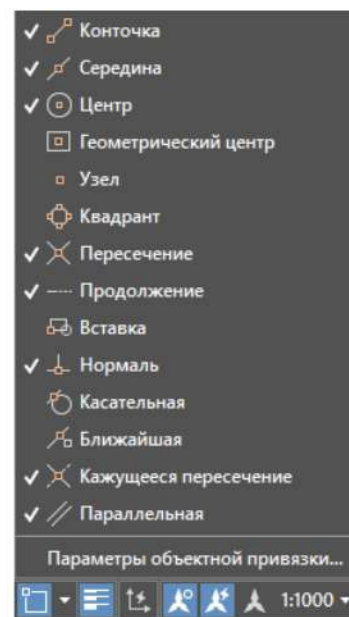 Конточка
Середина
Центр
Геометрический центр
Узел
Квадрант
Пересечение
Продолжение
Вставка
Нормаль
Касательная
Ближайшая
Кажущееся пересечение
Параллельная
Параметры объектной привязки...
1:1000